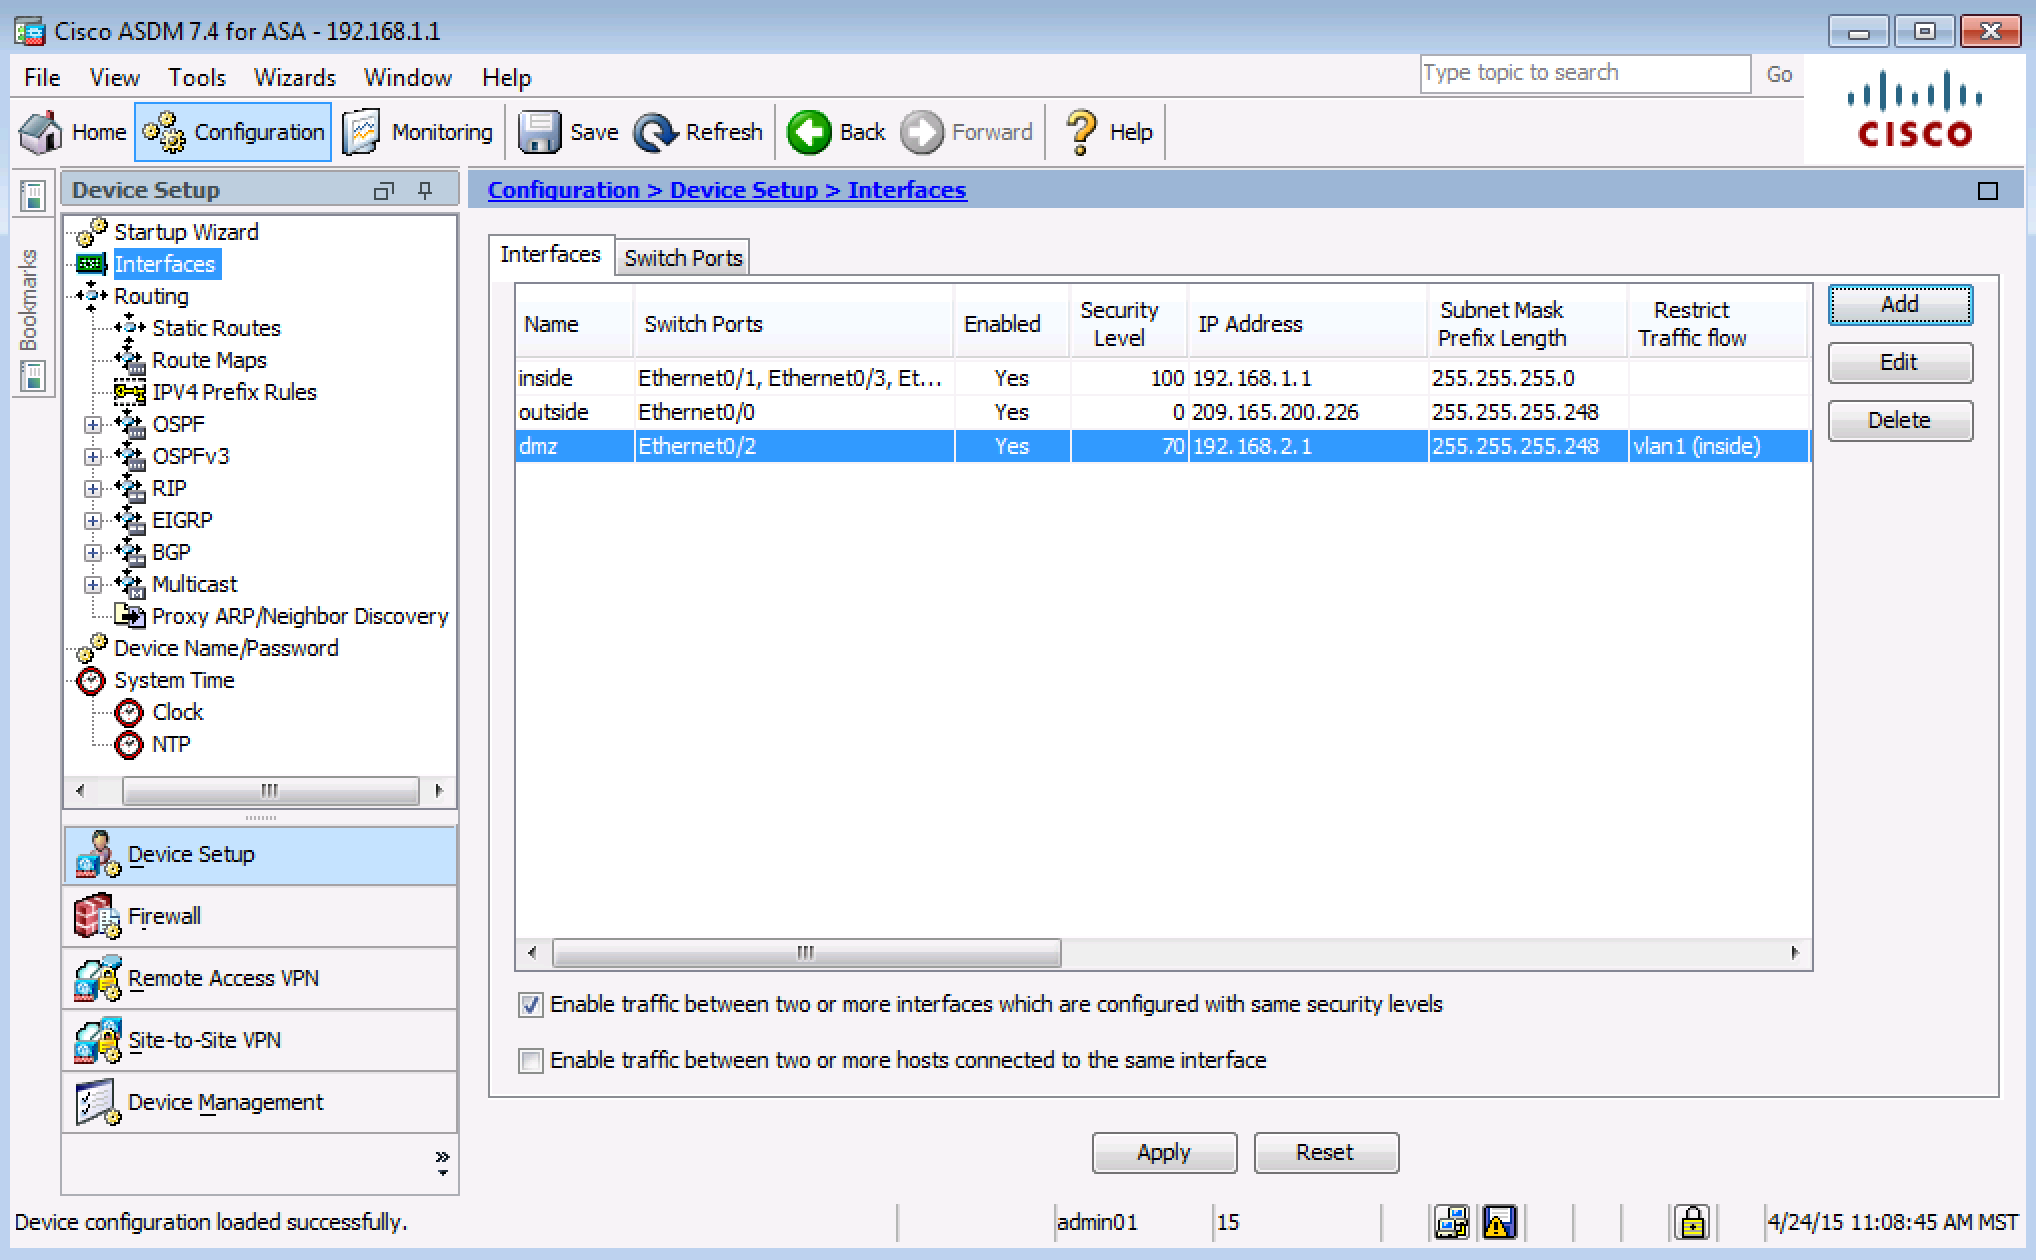 Cisco ASDM 7.4 for ASA - 192.168.1.1
File View Tools Wizards Window Help
Type topic to search Go
Home Configuration Monitoring Save Refresh Back Forward Help
CISCO
Device Setup
Bookmarks
Startup Wizard
Interfaces
Routing
Static Routes
Route Maps
IPV4 Prefix Rules
OSPF
OSPFv3
RIP
EIGRP
BGP
Multicast
Proxy ARP/Neighbor Discovery
Device Name/Password
System Time
Clock
NTP
Device Setup
Firewall
Remote Access VPN
Site-to-Site VPN
Device Management
Configuration > Device Setup > Interfaces
Interfaces Switch Ports
Name Switch Ports Enabled Security Level IP Address Subnet Mask Prefix Length Restrict Traffic flow
inside Ethernet0/1, Ethernet0/3, Et... Yes 100 192.168.1.1 255.255.255.0
outside Ethernet0/0 Yes 0 209.165.200.226 255.255.255.248
dmz Ethernet0/2 Yes 70 192.168.2.1 255.255.255.248 vlan1 (inside)
Add
Edit
Delete
Enable traffic between two or more interfaces which are configured with same security levels
Enable traffic between two or more hosts connected to the same interface
Apply Reset
Device configuration loaded successfully. admin01 15 4/24/15 11:08:45 AM MST